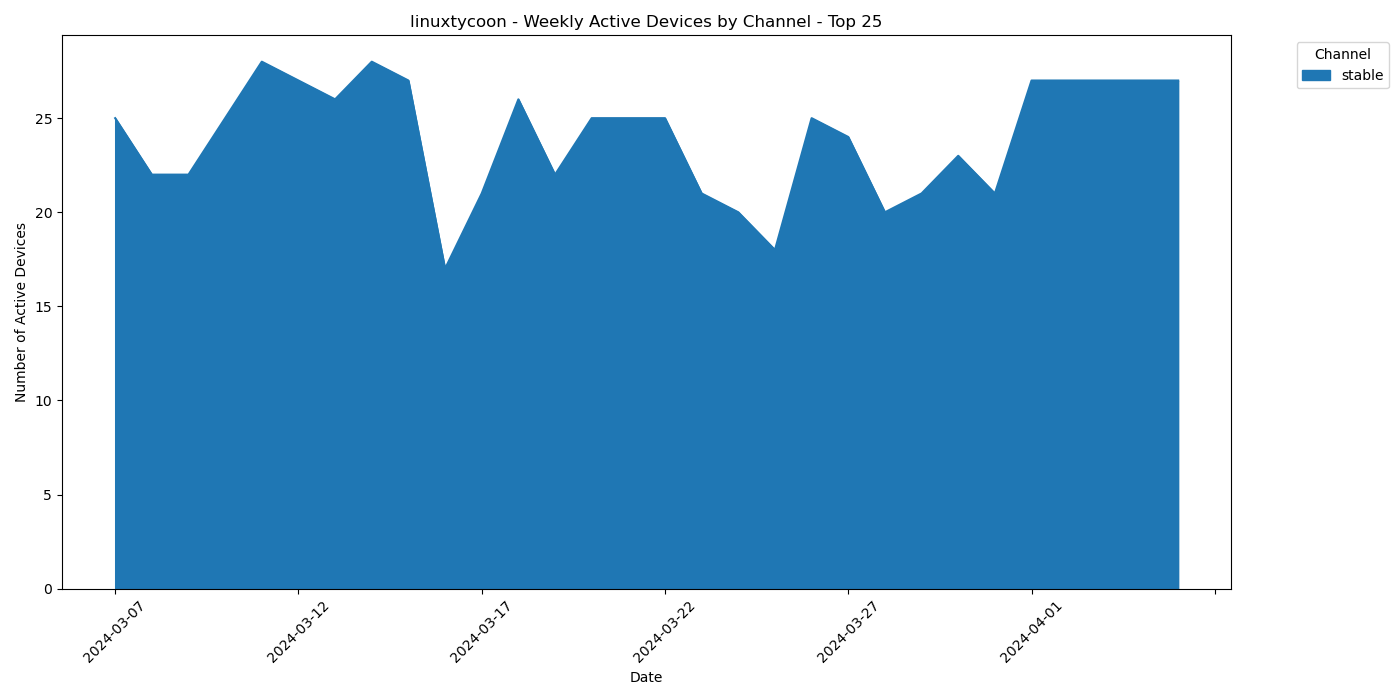 linuxtycoon - Weekly Active Devices by Channel - Top 25
Channel
stable
Number of Active Devices
25
20
15
10
5
0
2024-03-07
2024-03-12
2024-03-17
2024-03-22
2024-03-27
2024-04-01
Date